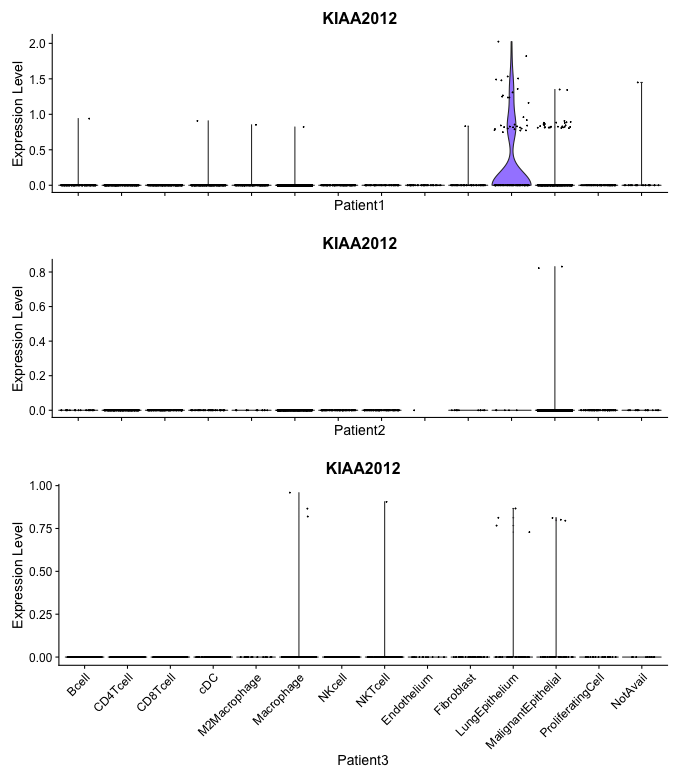 KIAA2012
2.0
1.5
1.0
0.5
0.0
Expression Level
Patient1
KIAA2012
0.8
0.6
0.4
0.2
0.0
Expression Level
Patient2
KIAA2012
1.00
0.75
0.50
0.25
0.00
Expression Level
Bcell
CD4Tcell
CD8Tcell
cDC
M2Macrophage
Macrophage
NKcell
NKTcell
Endothelium
Fibroblast
LungEpithelium
MalignantEpithelial
ProliferatingCell
NotAvail
Patient3